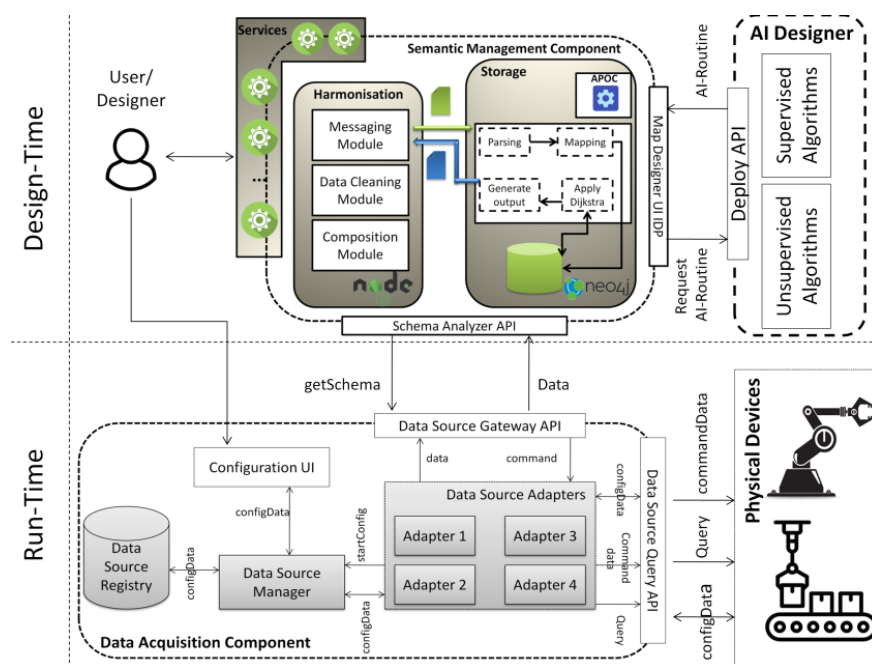 Design-Time
Run-Time
User/
Designer
Services
...
Semantic Management Component
Harmonisation
Messaging
Module
Data Cleaning
Module
Composition
Module
node
Storage
APOC
Parsing
Mapping
Generate
output
Apply
Dijkstra
neo4j
Map Designer UI IDP
Schema Analyzer API
AI-Routine
Request
AI-Routine
AI Designer
Deploy API
Supervised
Algorithms
Unsupervised
Algorithms
getSchema
Data
Data Source Gateway API
data
command
Configuration UI
configData
Data
Source
Registry
configData
Data Source
Manager
startConfig
configData
Data Source Adapters
Adapter 1
Adapter 3
Adapter 2
Adapter 4
configData
Command
data
Query
Data Source Query API
Data Acquisition Component
commandData
Query
configData
Physical Devices